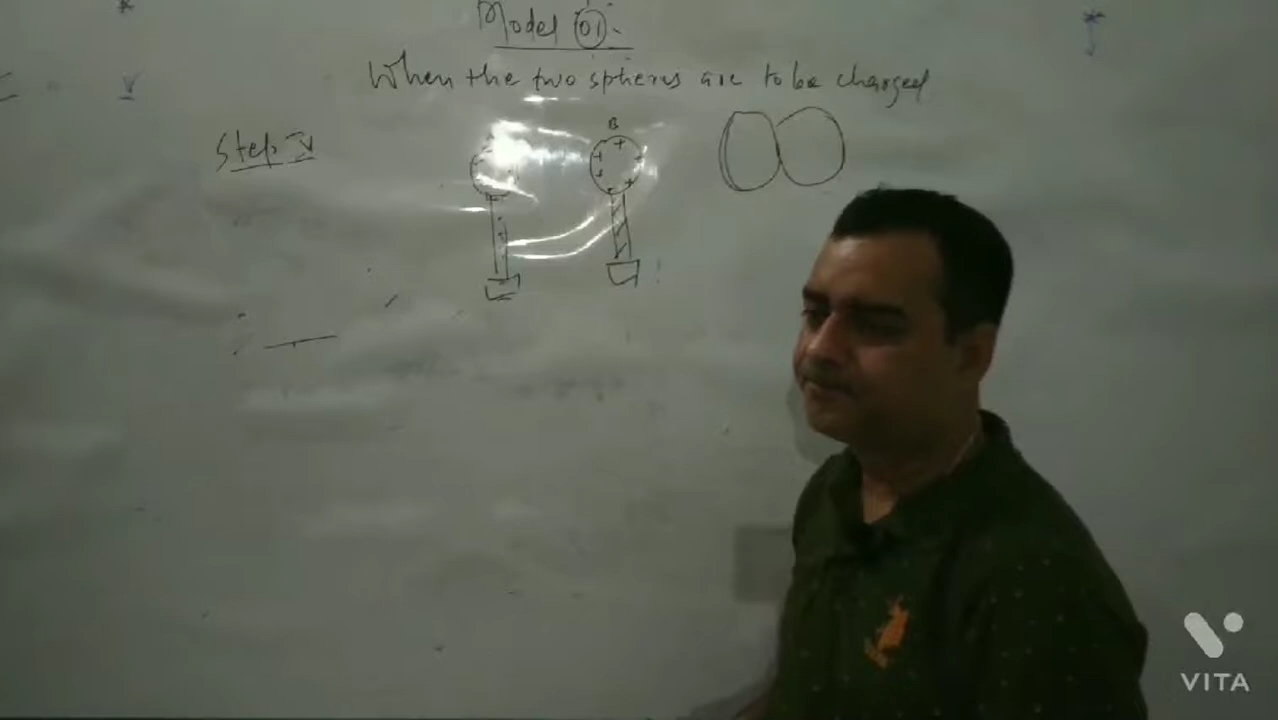 Model 01:-
When the two spheres are to be charged
Step V
B
VITA